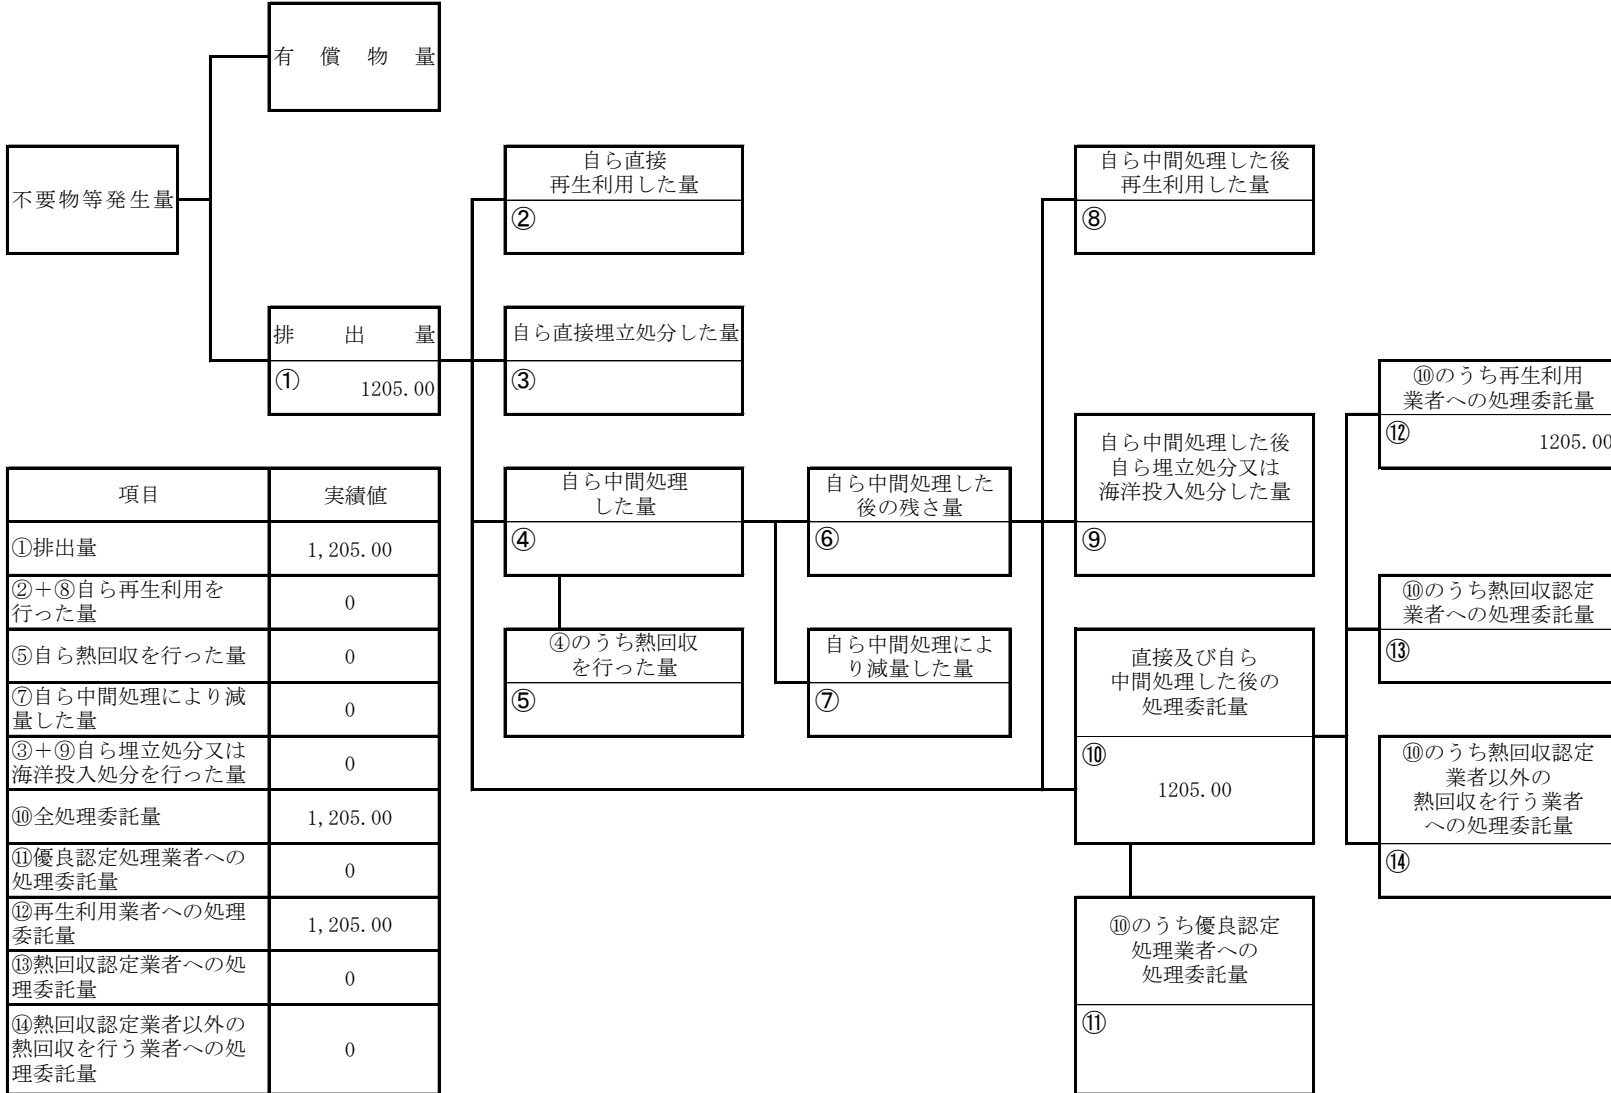 有償物量
不要物等発生量
排出量
①
1205.00
自ら直接
再生利用した量
②
自ら直接埋立処分した量
③
自ら中間処理
した量
④
④のうち熱回収
を行った量
⑤
自ら中間処理した
後の残さ量
⑥
自ら中間処理によ
り減量した量
⑦
自ら中間処理した後
再生利用した量
⑧
自ら中間処理した後
自ら埋立処分又は
海洋投入処分した量
⑨
直接及び自ら
中間処理した後の
処理委託量
⑩
1205.00
⑩のうち優良認定
処理業者への
処理委託量
⑪
⑩のうち再生利用
業者への処理委託量
⑫
1205.00
⑩のうち熱回収認定
業者への処理委託量
⑬
⑩のうち熱回収認定
業者以外の
熱回収を行う業者
への処理委託量
⑭
項目 実績値
①排出量 1,205.00
②＋⑧自ら再生利用を
行った量 0
⑤自ら熱回収を行った量 0
⑦自ら中間処理により減
量した量 0
③＋⑨自ら埋立処分又は
海洋投入処分を行った量 0
⑩全処理委託量 1,205.00
⑪優良認定処理業者への
処理委託量 0
⑫再生利用業者への処理
委託量 1,205.00
⑬熱回収認定業者への処
理委託量 0
⑭熱回収認定業者以外の
熱回収を行う業者への処
理委託量 0